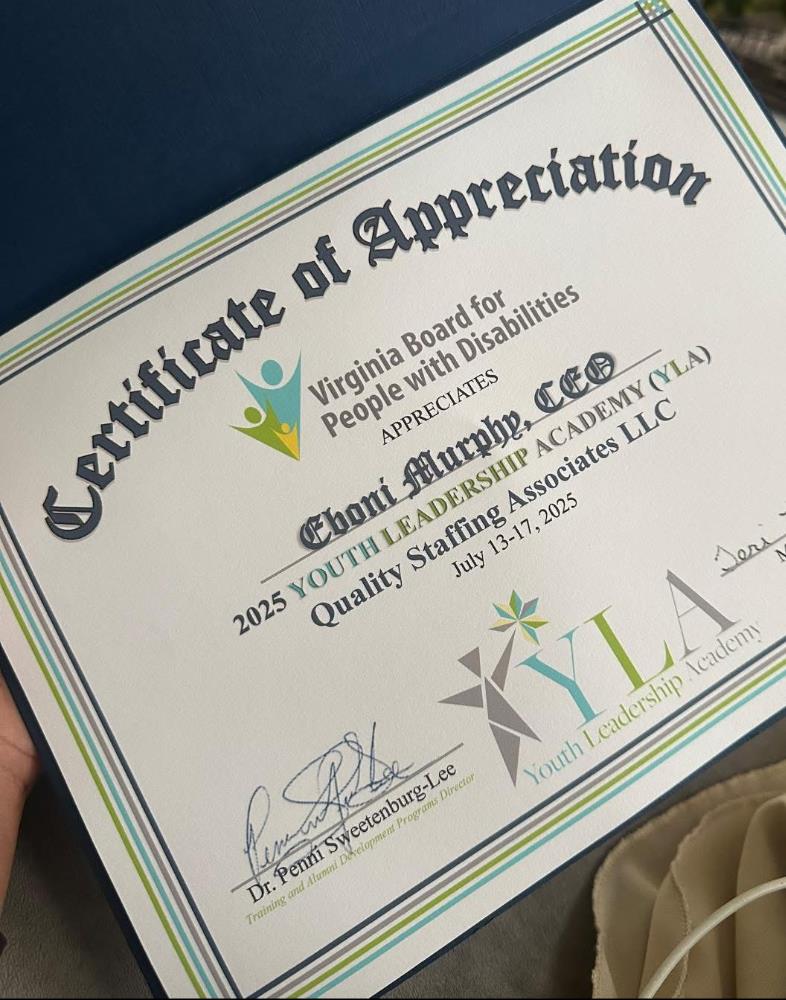 Certificate of Appreciation
Virginia Board for
People with Disabilities
APPRECIATES
Eboni Murphy, CEO
2025 YOUTH LEADERSHIP ACADEMY (YLA)
Quality Staffing Associates LLC
July 13-17, 2025
Teri
YLA
Youth Leadership Academy
Dr. Penni Sweetenburg-Lee
Training and Alumni Development Programs Director